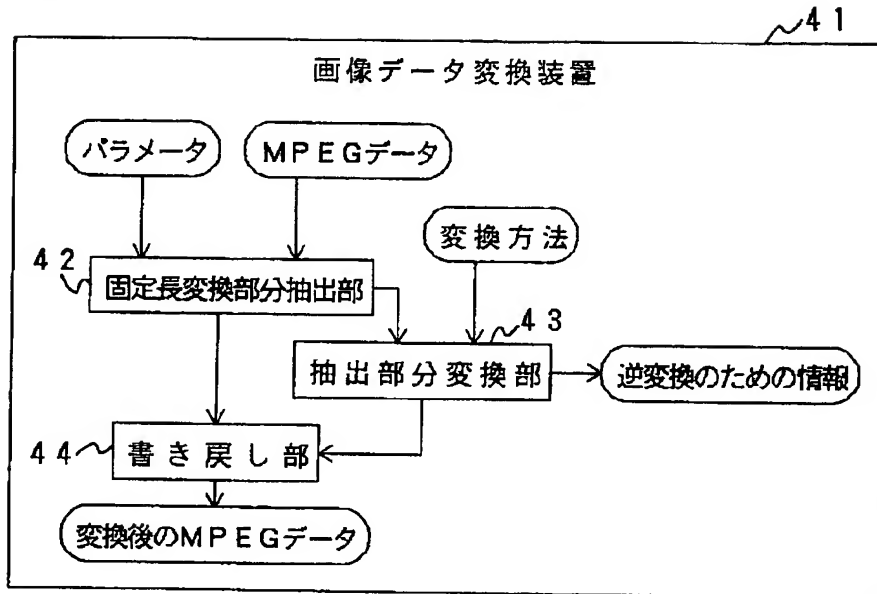 41
画像データ変換装置
パラメータ
MPEGデータ
変換方法
42
固定長変換部分抽出部
43
抽出部分変換部
逆変換のための情報
44
書き戻し部
変換後のMPEGデータ